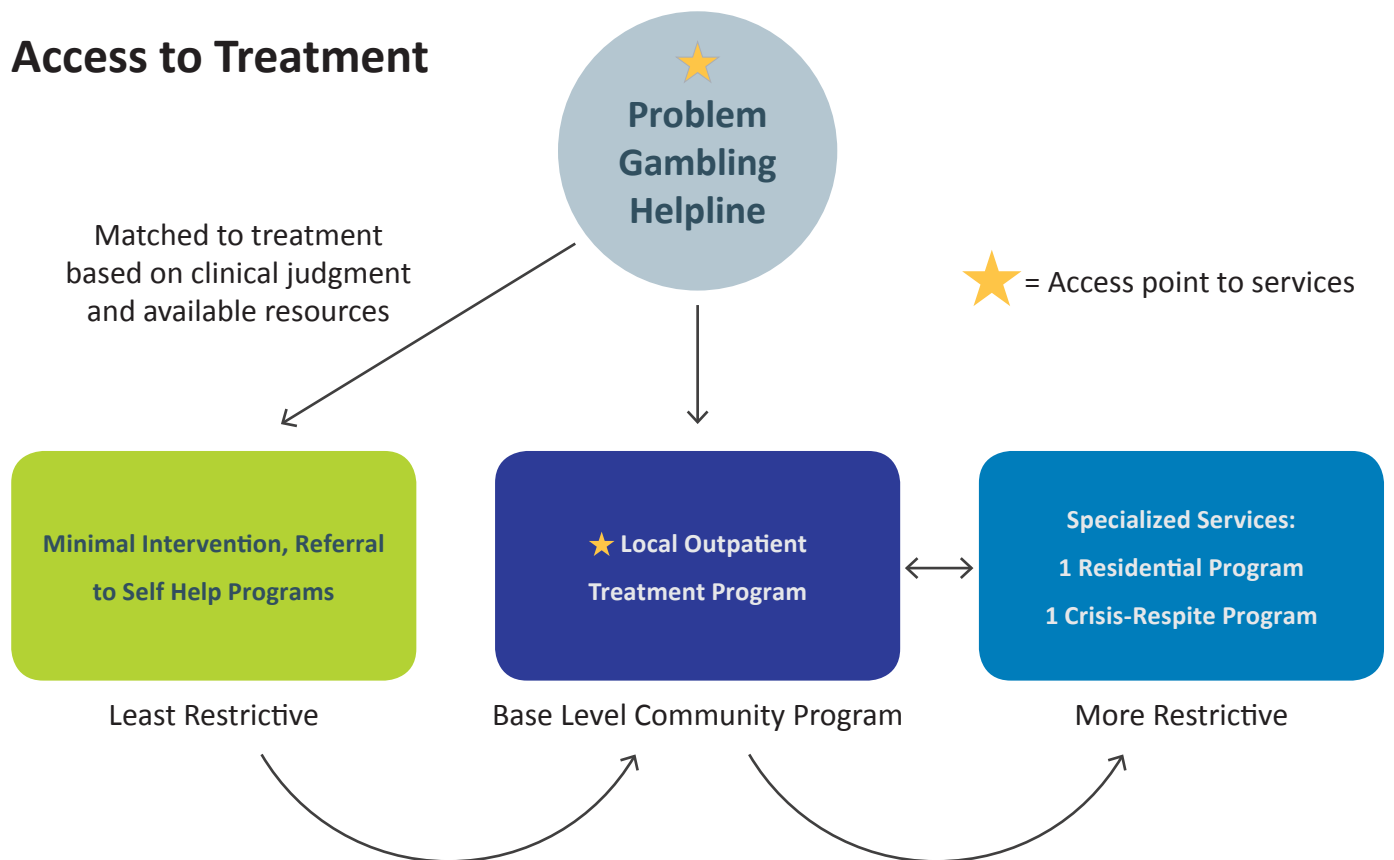 Access to Treatment
Problem
Gambling
Helpline
Matched to treatment
based on clinical judgment
and available resources
= Access point to services
Minimal Intervention, Referral
to Self Help Programs
Local Outpatient
Treatment Program
Specialized Services:
1 Residential Program
1 Crisis-Respite Program
Least Restrictive
Base Level Community Program
More Restrictive